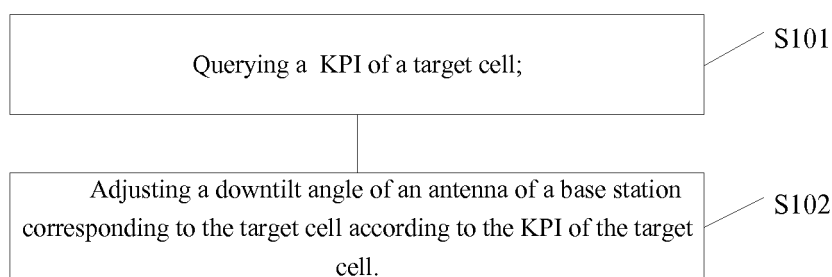 S101
Querying a KPI of a target cell;
Adjusting a downtilt angle of an antenna of a base station
S102
corresponding to the target cell according to the KPI of the target
cell.